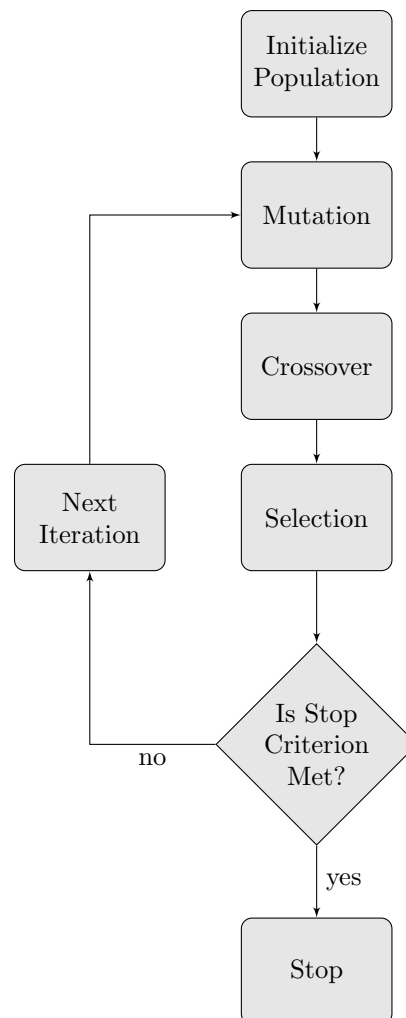 Initialize
Population
Mutation
Crossover
Next
Iteration
Selection
Is Stop
Criterion
Met?
no
yes
Stop